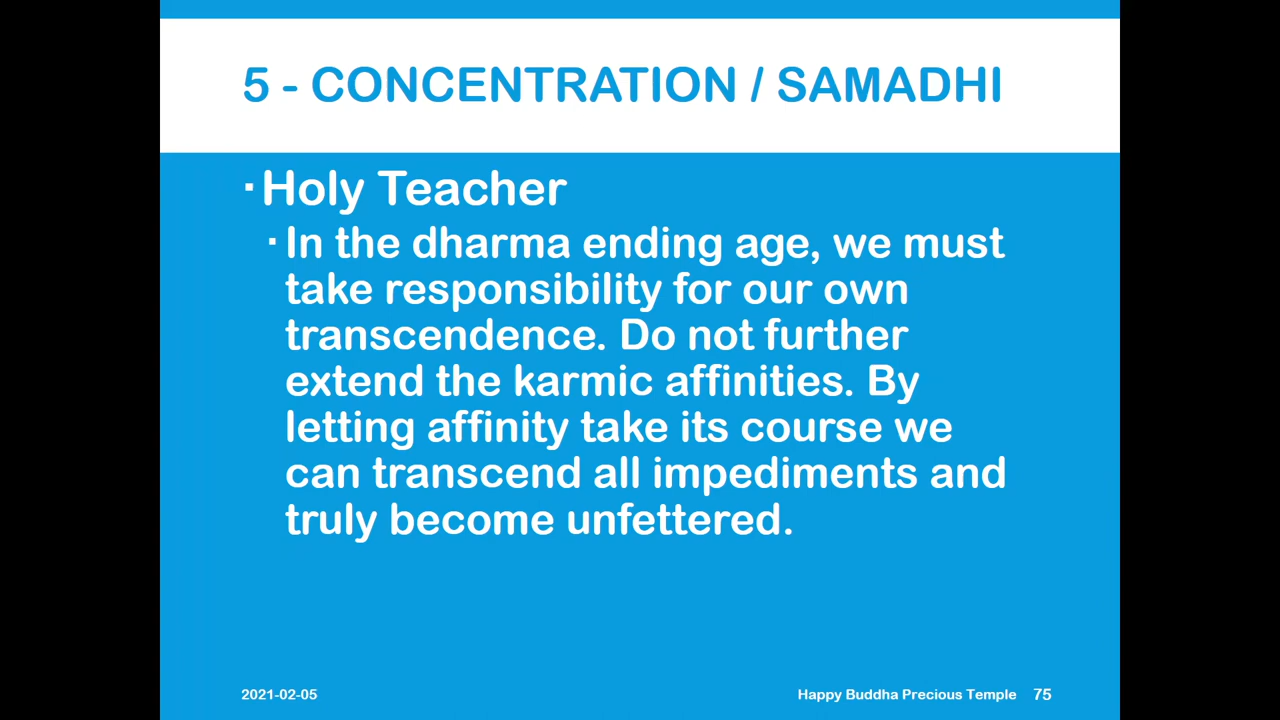 5 - CONCENTRATION / SAMADHI
▪ Holy Teacher
▪ In the dharma ending age, we must
take responsibility for our own
transcendence. Do not further
extend the karmic affinities. By
letting affinity take its course we
can transcend all impediments and
truly become unfettered.
2021-02-05
Happy Buddha Precious Temple 75